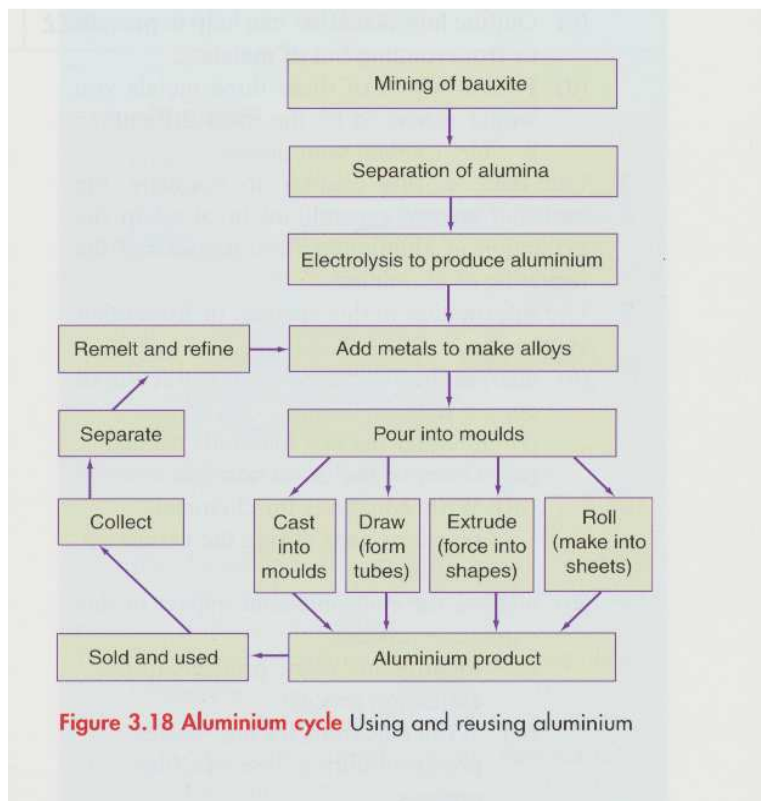 Mining of bauxite
Separation of alumina
Electrolysis to produce aluminium
Remelt and refine
Add metals to make alloys
Separate
Pour into moulds
Collect
Cast
into
moulds
Draw
(form
tubes)
Extrude
(force into
shapes)
Roll
(make into
sheets)
Sold and used
Aluminium product
Figure 3.18 Aluminium cycle Using and reusing aluminium